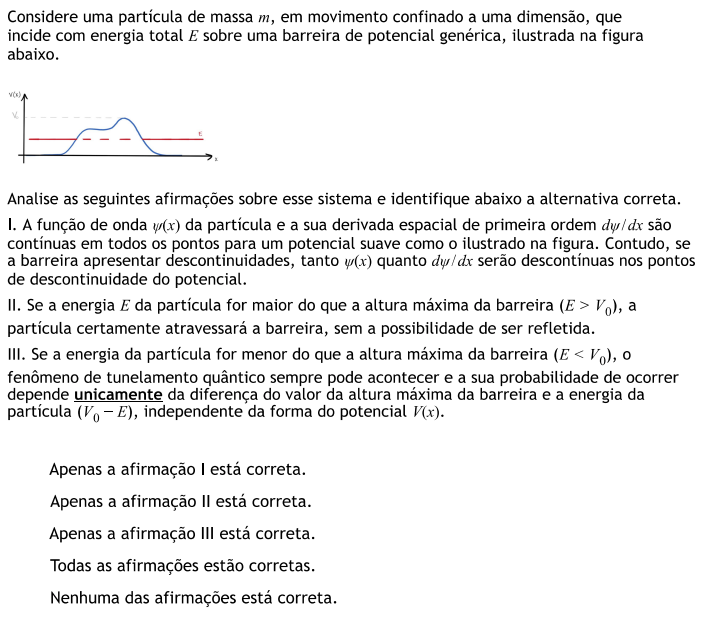 Considere uma partícula de massa m, em movimento confinado a uma dimensão, que
incide com energia total E sobre uma barreira de potencial genérica, ilustrada na figura
abaixo.
V(x)
V₀
E
x
Analise as seguintes afirmações sobre esse sistema e identifique abaixo a alternativa correta.
I. A função de onda ψ(x) da partícula e a sua derivada espacial de primeira ordem dψ/dx são
contínuas em todos os pontos para um potencial suave como o ilustrado na figura. Contudo, se
a barreira apresentar descontinuidades, tanto ψ(x) quanto dψ/dx serão descontínuas nos pontos
de descontinuidade do potencial.
II. Se a energia E da partícula for maior do que a altura máxima da barreira (E > V₀), a
partícula certamente atravessará a barreira, sem a possibilidade de ser refletida.
III. Se a energia da partícula for menor do que a altura máxima da barreira (E < V₀), o
fenômeno de tunelamento quântico sempre pode acontecer e a sua probabilidade de ocorrer
depende unicamente da diferença do valor da altura máxima da barreira e a energia da
partícula (V₀ − E), independente da forma do potencial V(x).
Apenas a afirmação I está correta.
Apenas a afirmação II está correta.
Apenas a afirmação III está correta.
Todas as afirmações estão corretas.
Nenhuma das afirmações está correta.